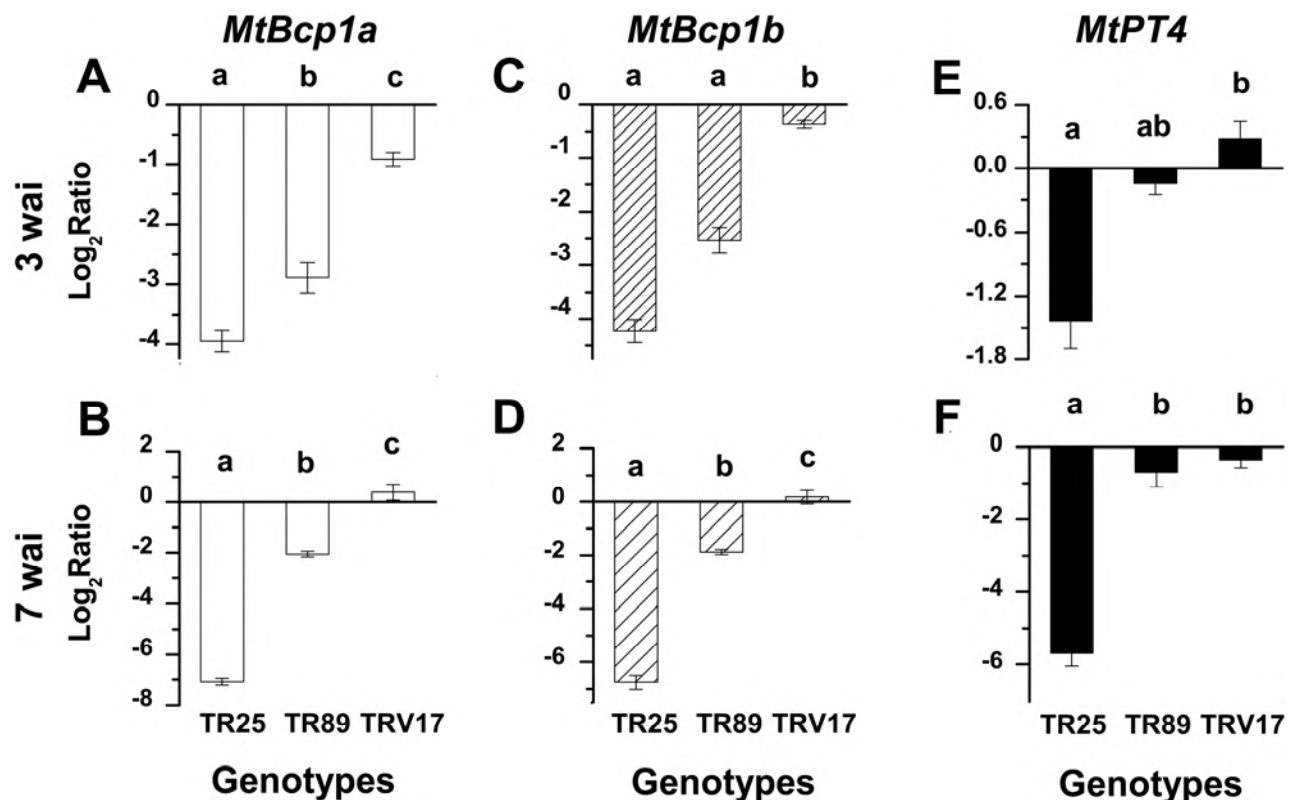 MtBcp1a
MtBcp1b
MtPT4
3 wai
Log2Ratio
A
a b c
0
-1
-2
-3
-4
C
a a b
0
-1
-2
-3
-4
E
a ab b
0.6
0.0
-0.6
-1.2
-1.8
7 wai
Log2Ratio
B
a b c
2
0
-2
-4
-6
-8
TR25 TR89 TRV17
Genotypes
D
a b c
2
0
-2
-4
-6
TR25 TR89 TRV17
F
a b b
0
-2
-4
-6
TR25 TR89 TRV17
Genotypes